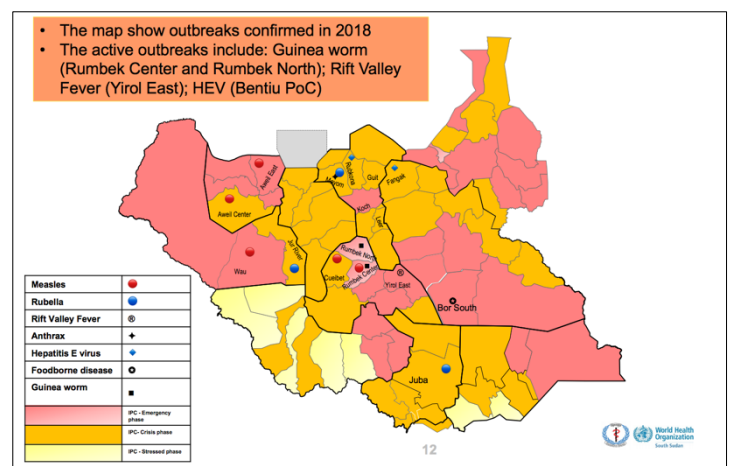 • The map show outbreaks confirmed in 2018
• The active outbreaks include: Guinea worm
(Rumbek Center and Rumbek North); Rift Valley
Fever (Yirol East); HEV (Bentiu PoC)
Aweil East
Aweil Center
Wau
Jur River
Mayom
Rubkona
Guit
Fangak
Koch
Leer
Rumbek North
Rumbek Center
Cueibet
Yirol East
Bor South
Juba
Measles
Rubella
Rift Valley Fever ®
Anthrax
Hepatitis E virus
Foodborne disease
Guinea worm
IPC - Emergency
phase
IPC- Crisis phase
IPC - Stressed phase
12
World Health
Organization
South Sudan